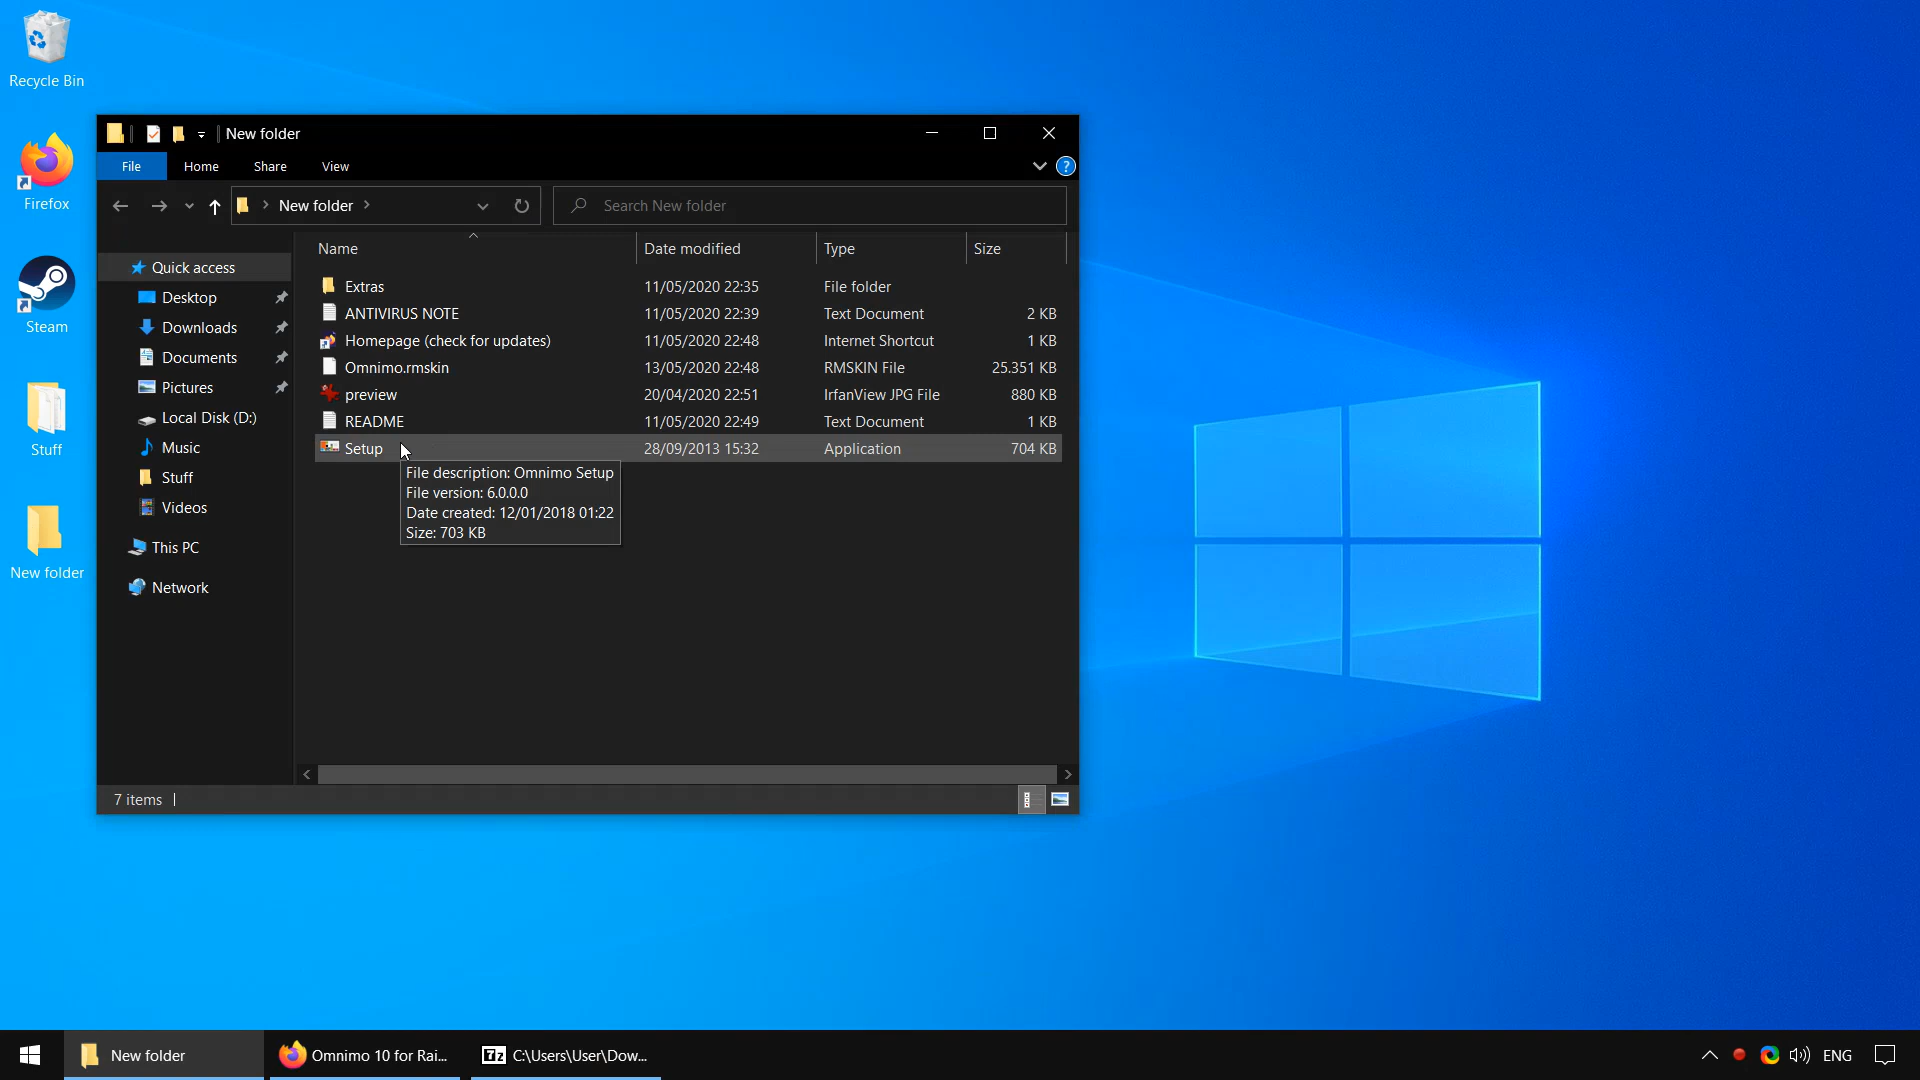 Recycle Bin
Firefox
Steam
Stuff
New folder
New folder
File
Home
Share
View
?
New folder
Search New folder
Name
Date modified
Type
Size
Quick access
Desktop
Downloads
Documents
Pictures
Local Disk (D:)
Music
Stuff
Videos
This PC
Network
Extras 11/05/2020 22:35 File folder
ANTIVIRUS NOTE 11/05/2020 22:39 Text Document 2 KB
Homepage (check for updates) 11/05/2020 22:48 Internet Shortcut 1 KB
Omnimo.rmskin 13/05/2020 22:48 RMSKIN File 25.351 KB
preview 20/04/2020 22:51 IrfanView JPG File 880 KB
README 11/05/2020 22:49 Text Document 1 KB
Setup 28/09/2013 15:32 Application 704 KB
File description: Omnimo Setup
File version: 6.0.0.0
Date created: 12/01/2018 01:22
Size: 703 KB
7 items
New folder
Omnimo 10 for Rai...
7z
C:\Users\User\Dow...
ENG